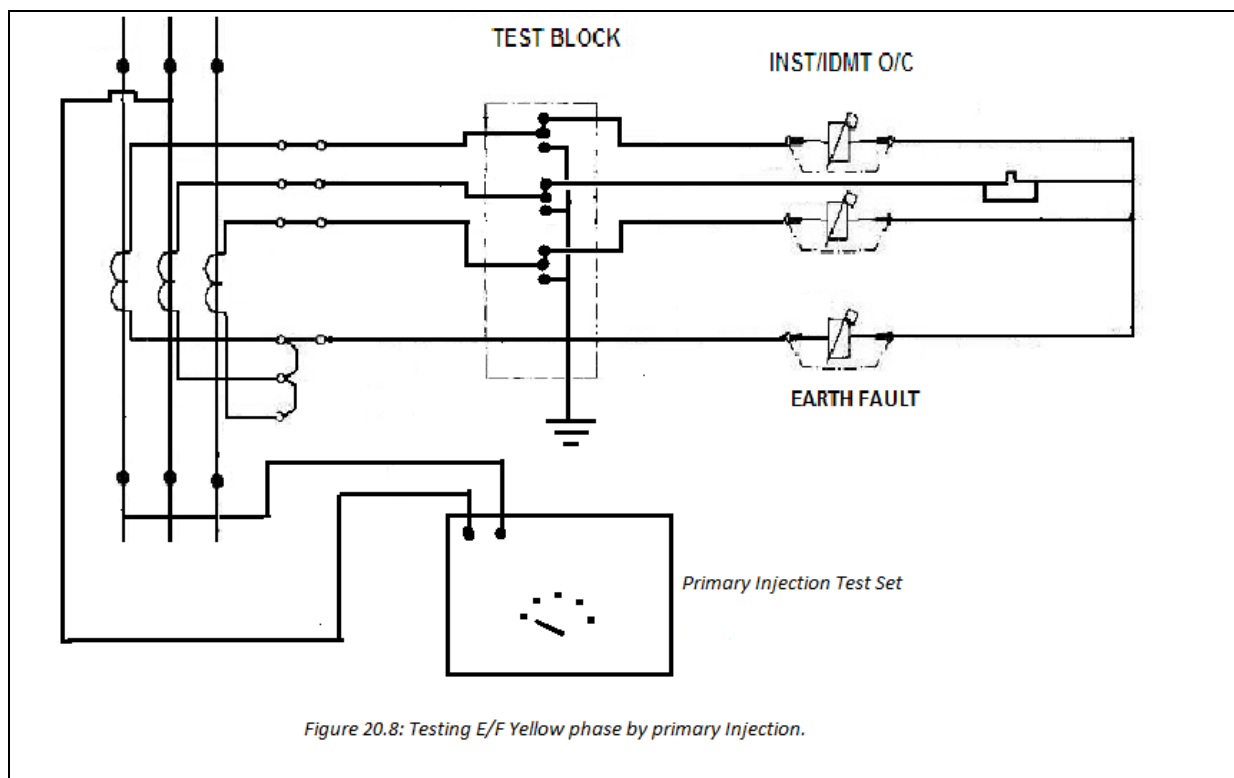 TEST BLOCK
INST/IDMT O/C
EARTH FAULT
Primary Injection Test Set
Figure 20.8: Testing E/F Yellow phase by primary Injection.